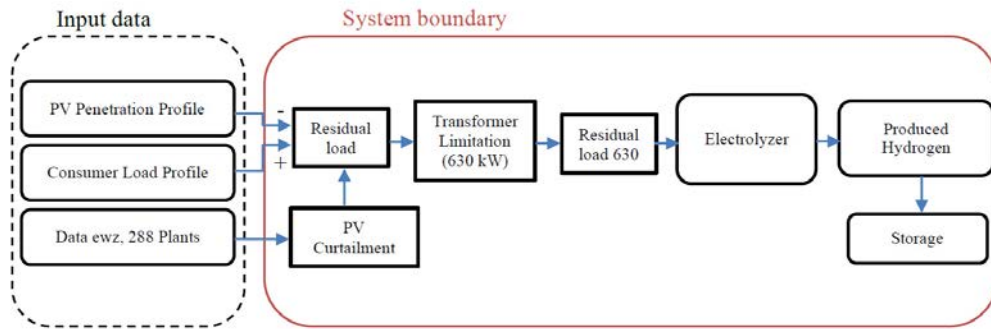 Input data
System boundary
PV Penetration Profile
Consumer Load Profile
Data ewz, 288 Plants
-
+
Residual
load
PV
Curtailment
Transformer
Limitation
(630 kW)
Residual
load 630
Electrolyzer
Produced
Hydrogen
Storage